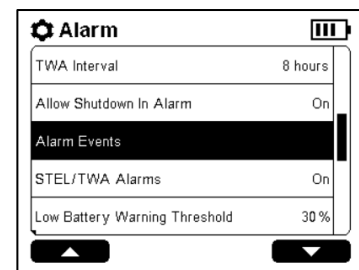 Alarm
TWA Interval 8 hours
Allow Shutdown In Alarm On
Alarm Events
STEL/TWA Alarms On
Low Battery Warning Threshold 30%